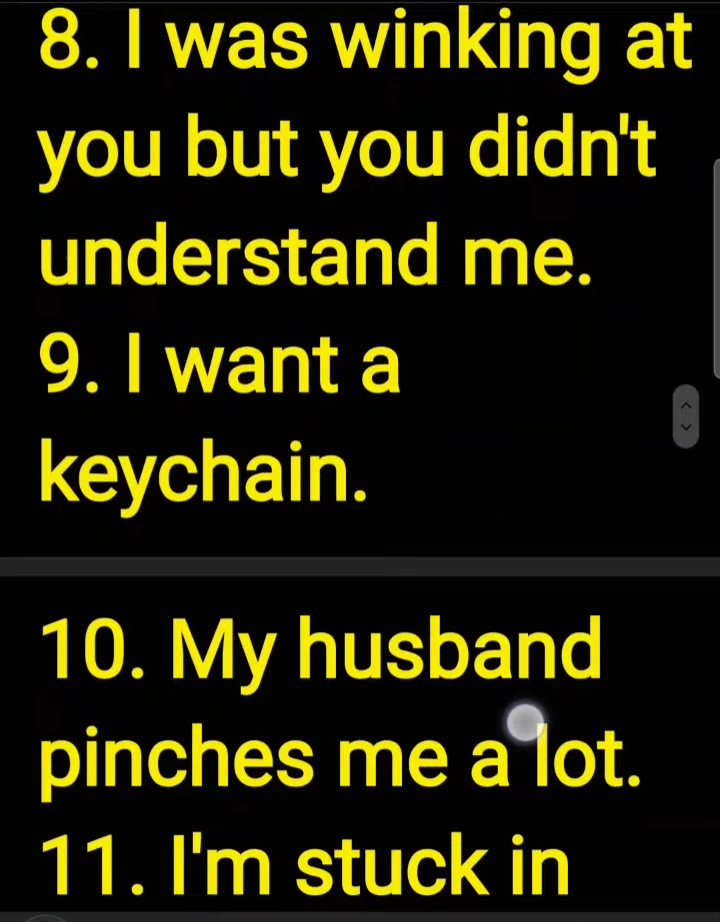 8. I was winking at
you but you didn't
understand me.
9. I want a
keychain.
10. My husband
pinches me a lot.
11. I'm stuck in